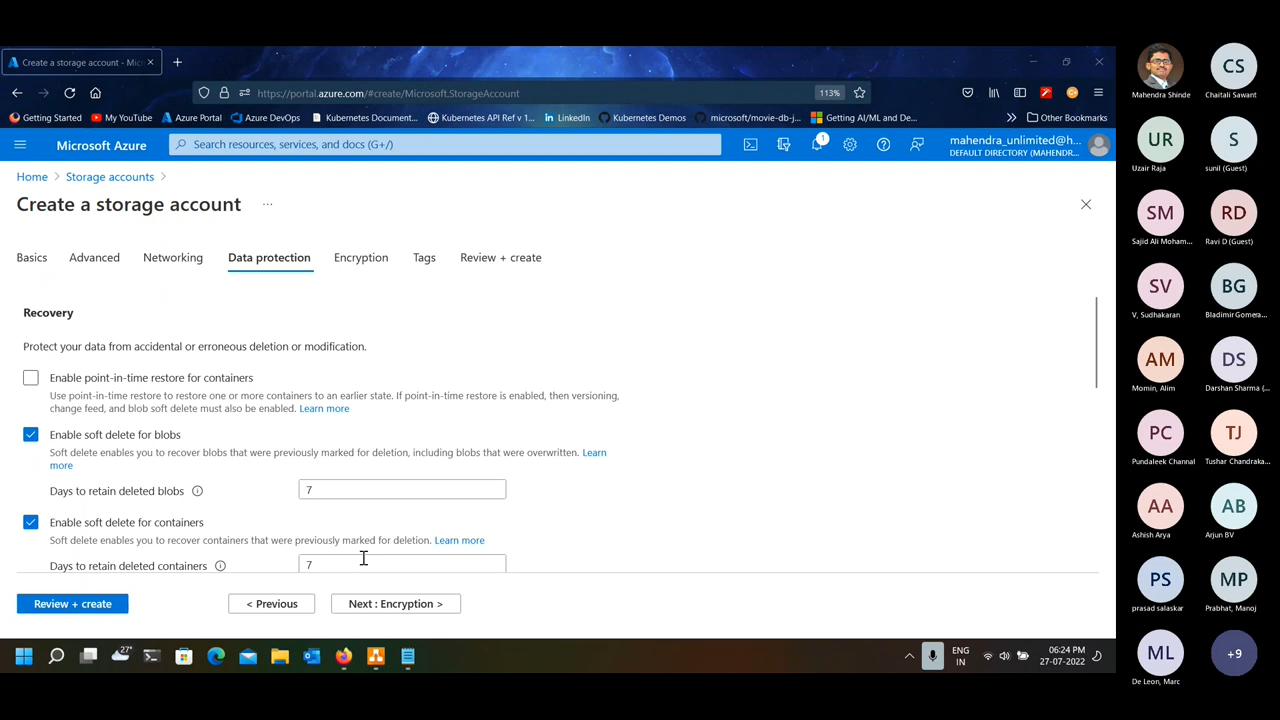 Create a storage account - Mic
https://portal.azure.com/#create/Microsoft.StorageAccount
113%
Getting Started
My YouTube
Azure Portal
Azure DevOps
Kubernetes Document...
Kubernetes API Ref v 1...
LinkedIn
Kubernetes Demos
microsoft/movie-db-j...
Getting AI/ML and De...
Other Bookmarks
Microsoft Azure
Search resources, services, and docs (G+/)
1
mahendra_unlimited@h...
DEFAULT DIRECTORY (MAHENDR...
Home > Storage accounts >
Create a storage account ...
Basics
Advanced
Networking
Data protection
Encryption
Tags
Review + create
Recovery
Protect your data from accidental or erroneous deletion or modification.
Enable point-in-time restore for containers
Use point-in-time restore to restore one or more containers to an earlier state. If point-in-time restore is enabled, then versioning,
change feed, and blob soft delete must also be enabled. Learn more
Enable soft delete for blobs
Soft delete enables you to recover blobs that were previously marked for deletion, including blobs that were overwritten. Learn
more
Days to retain deleted blobs
7
Enable soft delete for containers
Soft delete enables you to recover containers that were previously marked for deletion. Learn more
Days to retain deleted containers
7
Review + create
< Previous
Next : Encryption >
27°
ENG
IN
06:24 PM
27-07-2022
Mahendra Shinde
CS
Chaitali Sawant
UR
Uzair Raja
S
sunil (Guest)
SM
Sajid Ali Moham...
RD
Ravi D (Guest)
SV
V, Sudhakaran
BG
Bladimir Gomera...
AM
Momin, Alim
DS
Darshan Sharma (...
PC
Pundaleek Channal
TJ
Tushar Chandraka...
AA
Ashish Arya
AB
Arjun BV
PS
prasad salaskar
MP
Prabhat, Manoj
ML
De Leon, Marc
+9